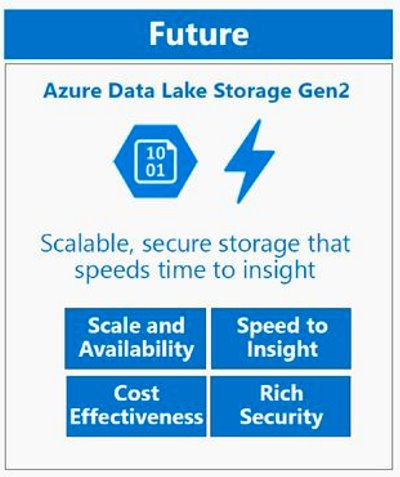 Future
Azure Data Lake Storage Gen2
10
01
Scalable, secure storage that
speeds time to insight
Scale and
Availability
Speed to
Insight
Cost
Effectiveness
Rich
Security